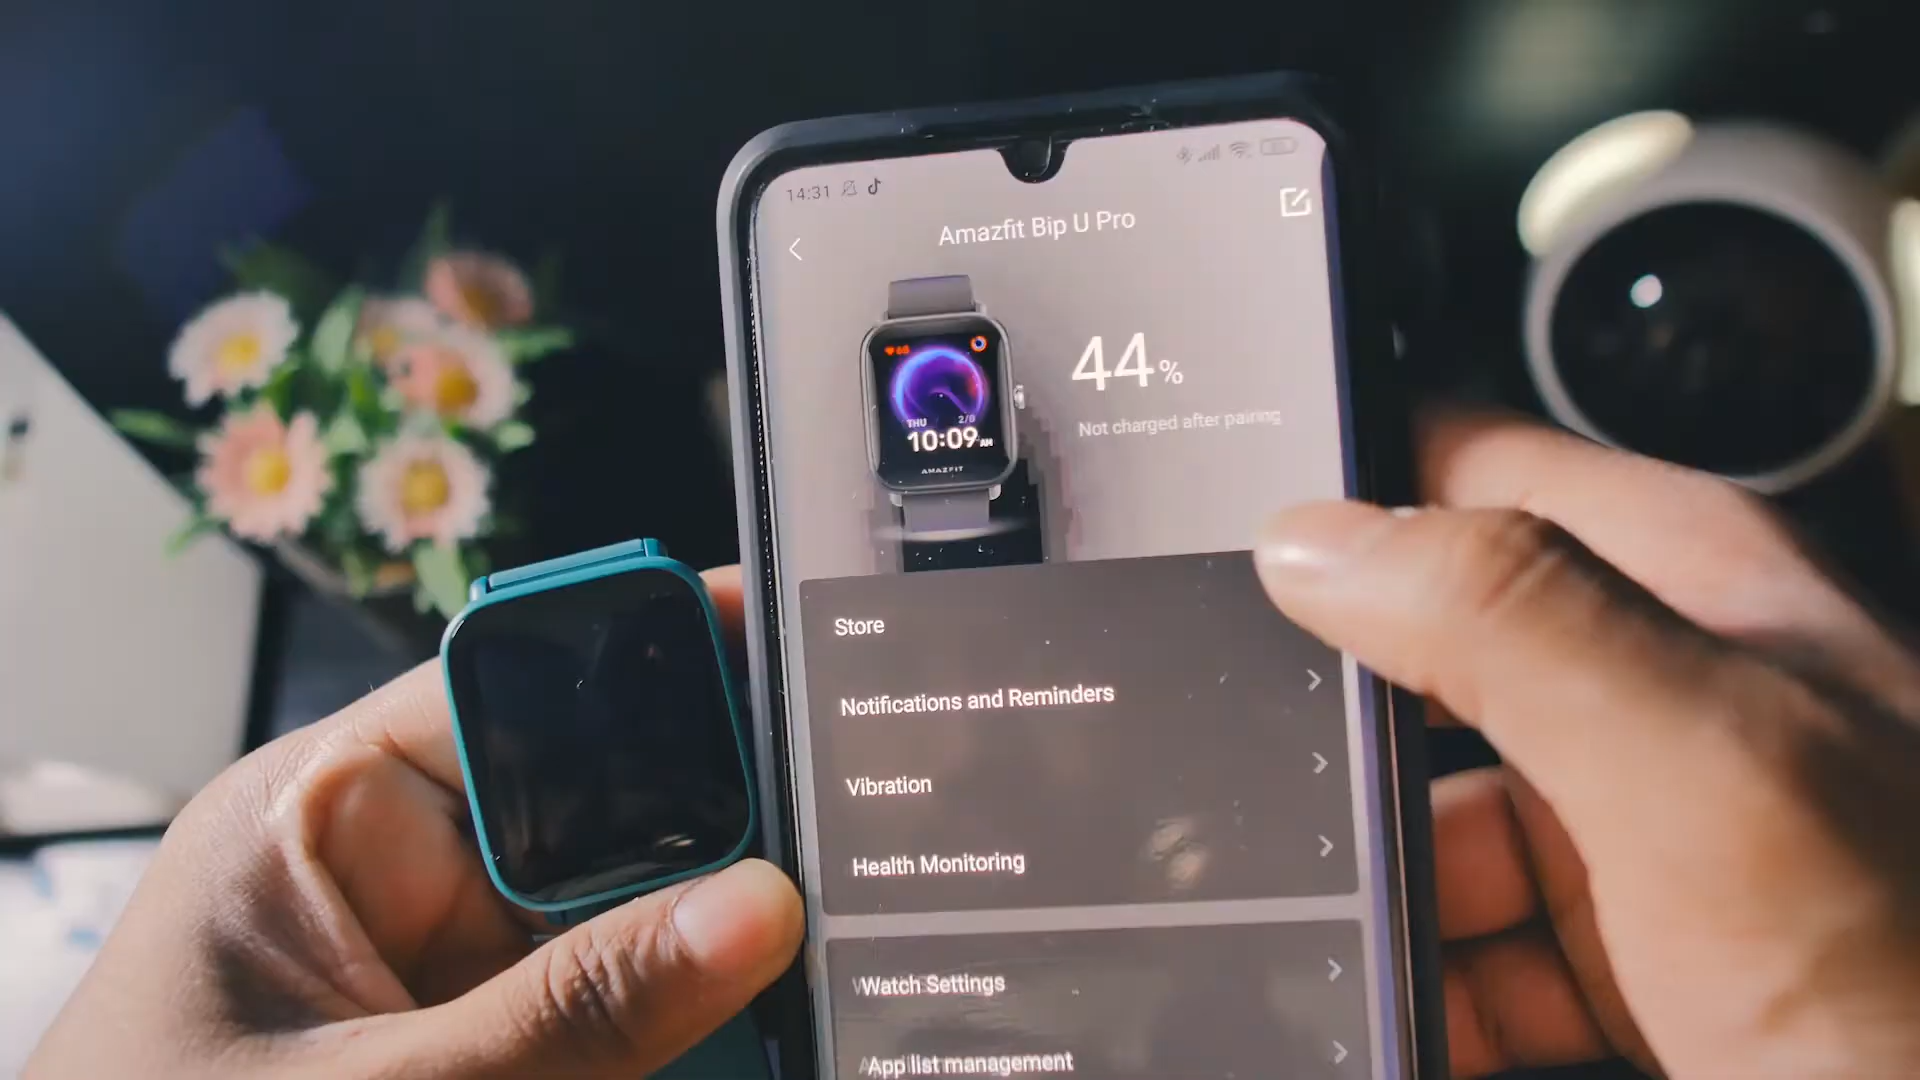 14:31
Amazfit Bip U Pro
44%
Not charged after pairing
THU 2/8
10:09 AM
AMAZFIT
Store
Notifications and Reminders
Vibration
Health Monitoring
Watch Settings
App list management